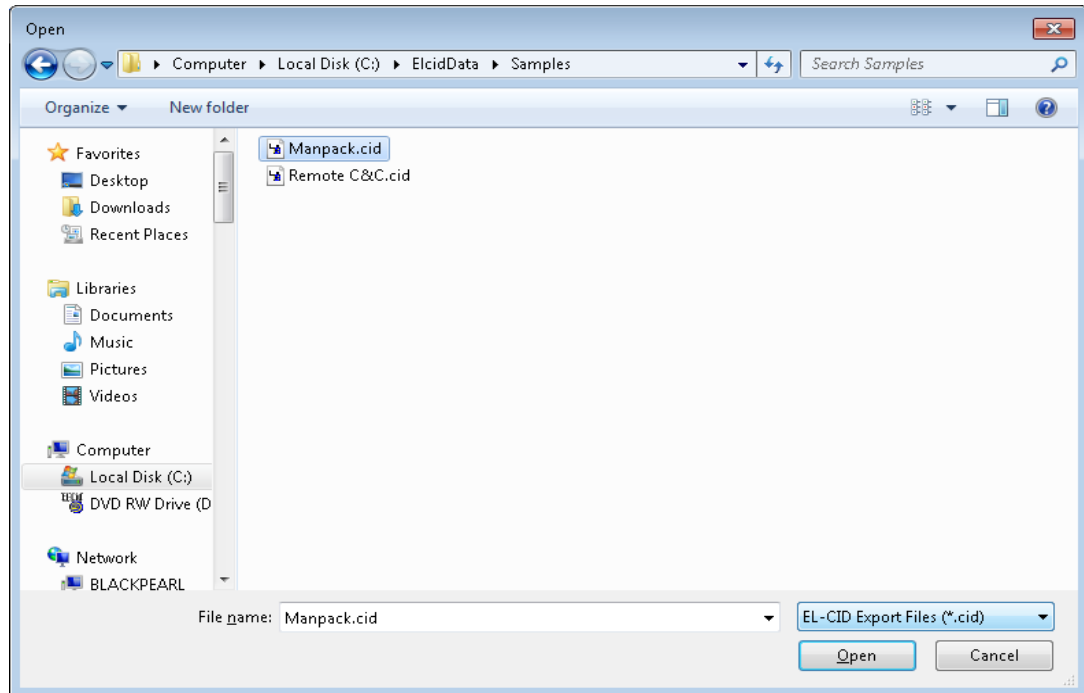 Open
Computer ▸ Local Disk (C:) ▸ ElcidData ▸ Samples
Search Samples
Organize
New folder
Favorites
Desktop
Downloads
Recent Places
Libraries
Documents
Music
Pictures
Videos
Computer
Local Disk (C:)
DVD RW Drive (D
Network
BLACKPEARL
Manpack.cid
Remote C&C.cid
File name: Manpack.cid
EL-CID Export Files (*.cid)
Open
Cancel